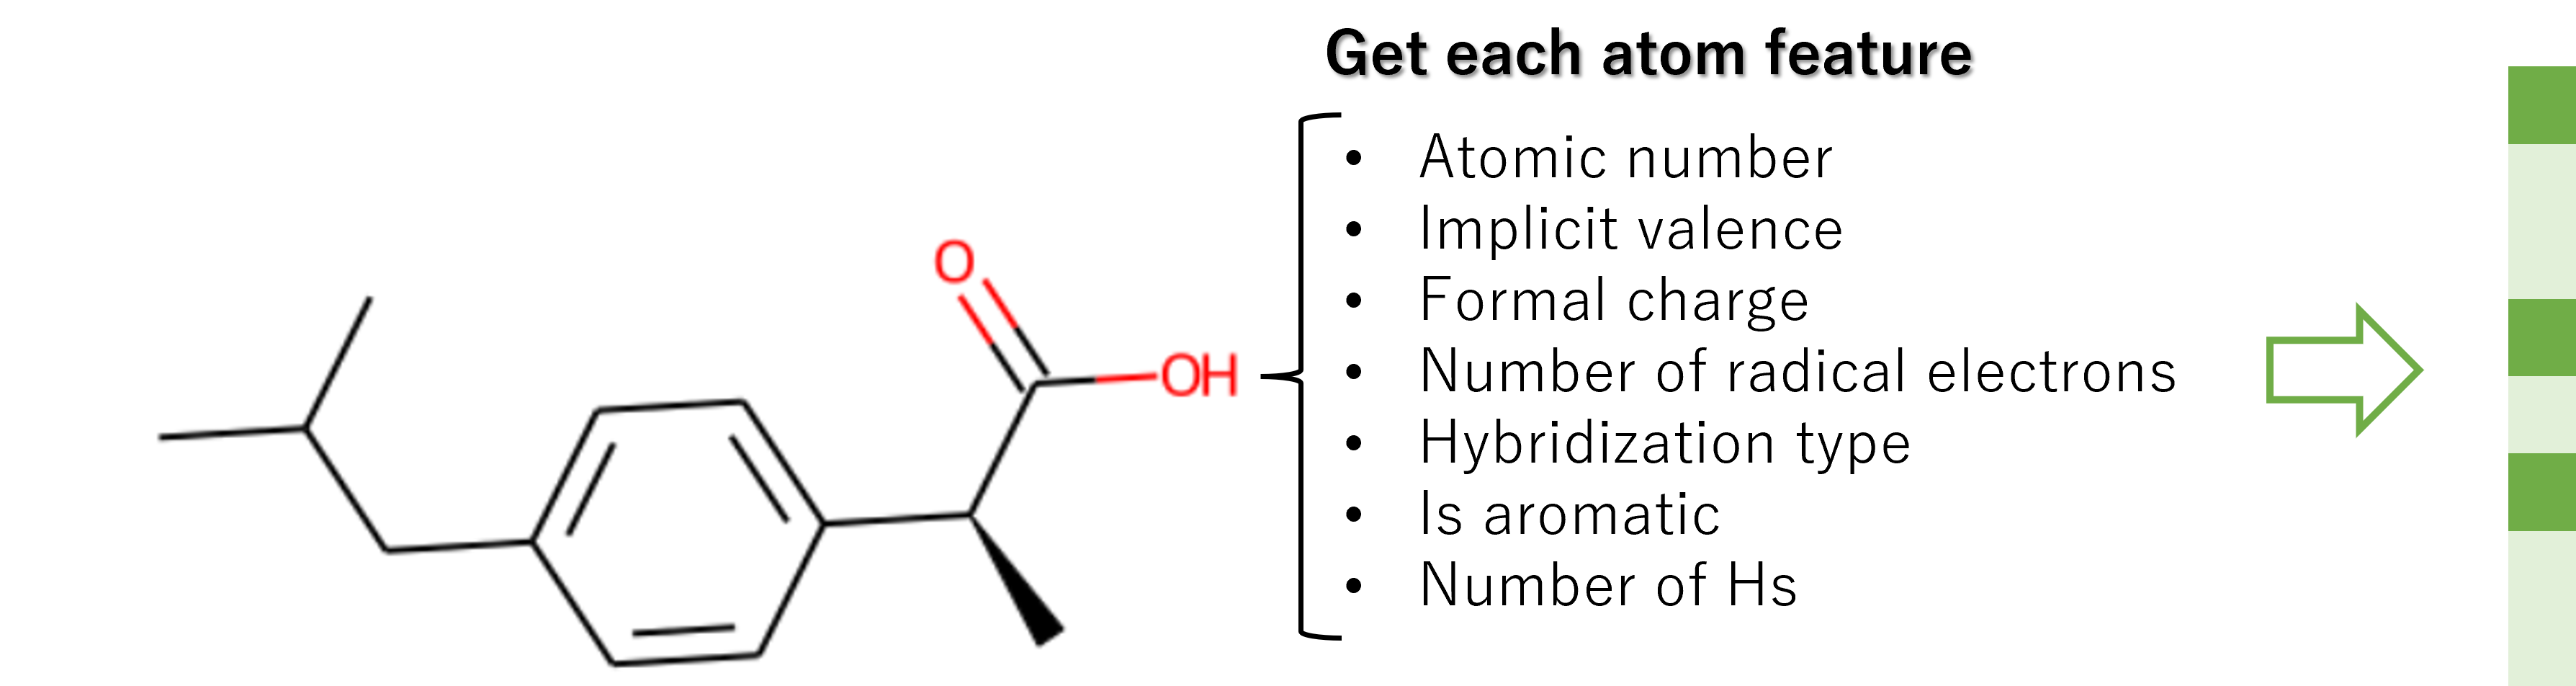 Get each atom feature
• Atomic number
• Implicit valence
• Formal charge
• Number of radical electrons
• Hybridization type
• Is aromatic
• Number of Hs
O
OH